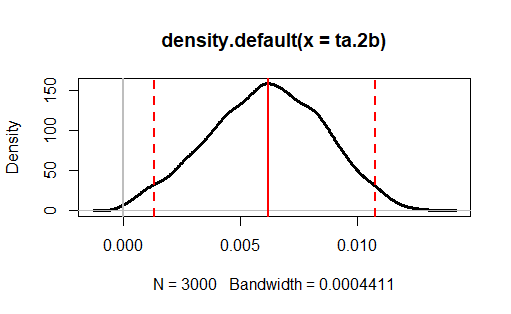 density.default(x = ta.2b)
Density
150
100
50
0
0.000 0.005 0.010
N = 3000 Bandwidth = 0.0004411